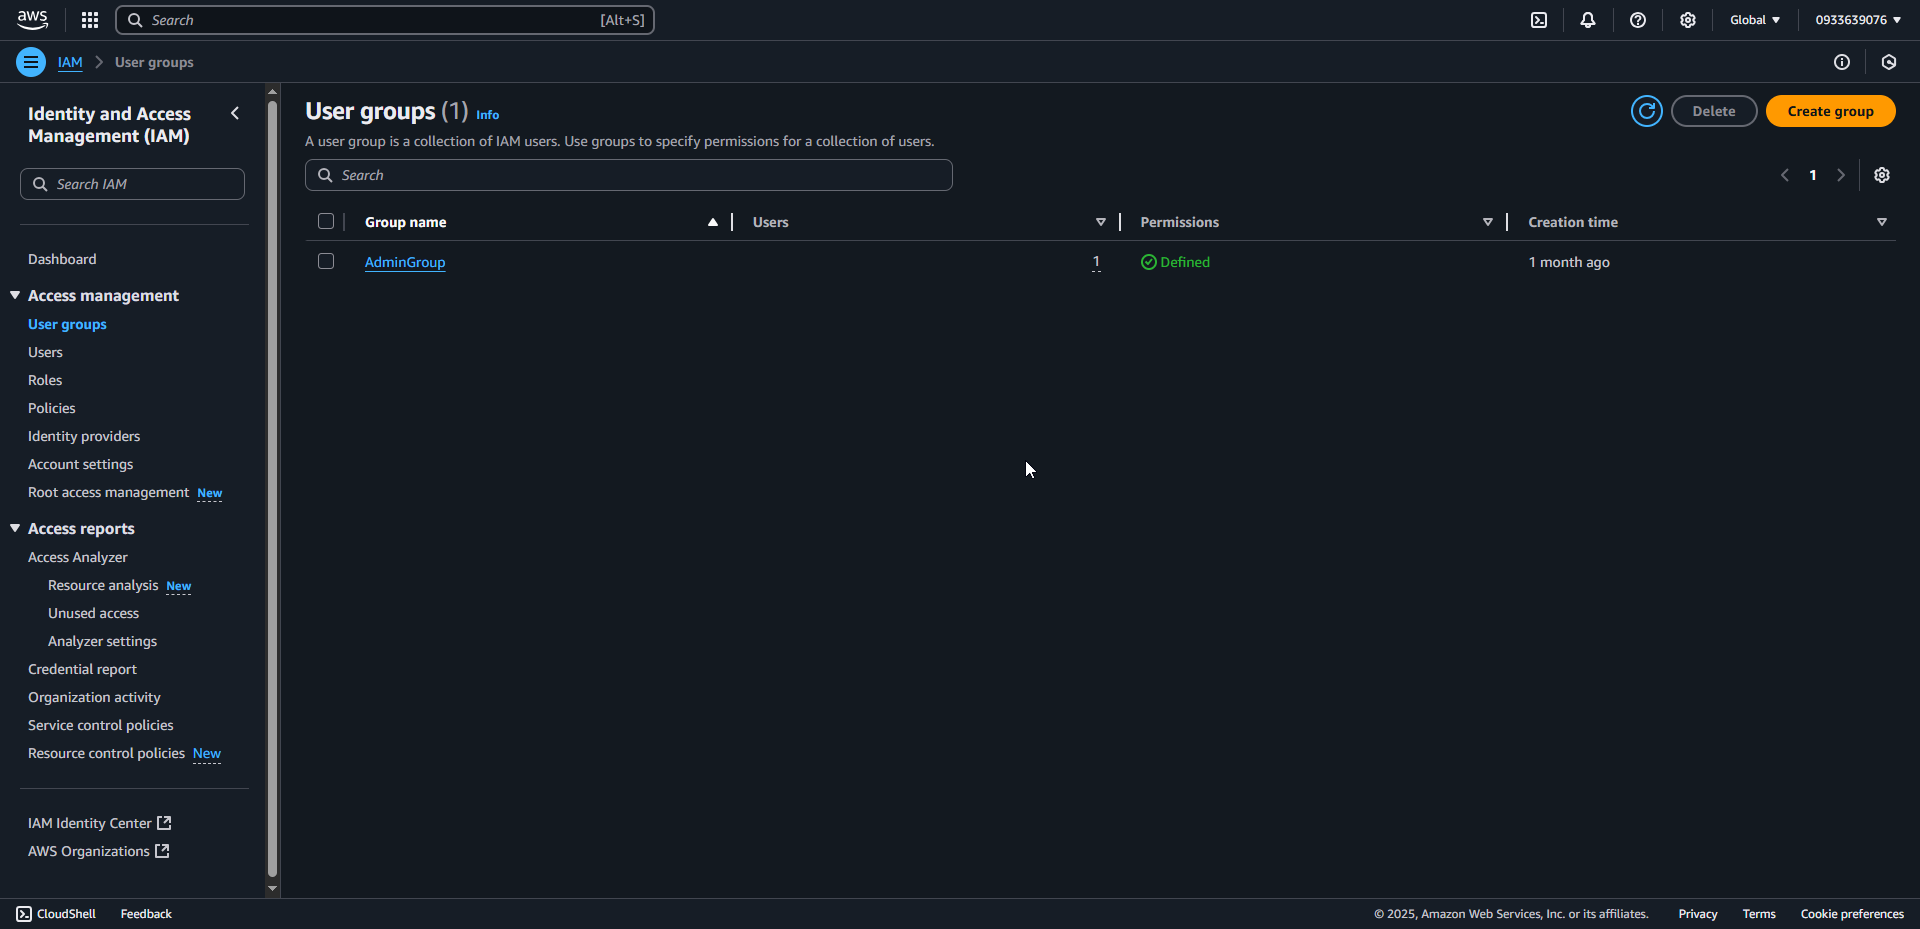 aws
Search [Alt+S]
Global
0933639076
IAM
User groups
Identity and Access
Management (IAM)
Search IAM
Dashboard
Access management
User groups
Users
Roles
Policies
Identity providers
Account settings
Root access management New
Access reports
Access Analyzer
Resource analysis New
Unused access
Analyzer settings
Credential report
Organization activity
Service control policies
Resource control policies New
IAM Identity Center
AWS Organizations
User groups (1) Info
A user group is a collection of IAM users. Use groups to specify permissions for a collection of users.
Delete
Create group
Search
1
Group name Users Permissions Creation time
AdminGroup 1 Defined 1 month ago
CloudShell Feedback
© 2025, Amazon Web Services, Inc. or its affiliates. Privacy Terms Cookie preferences